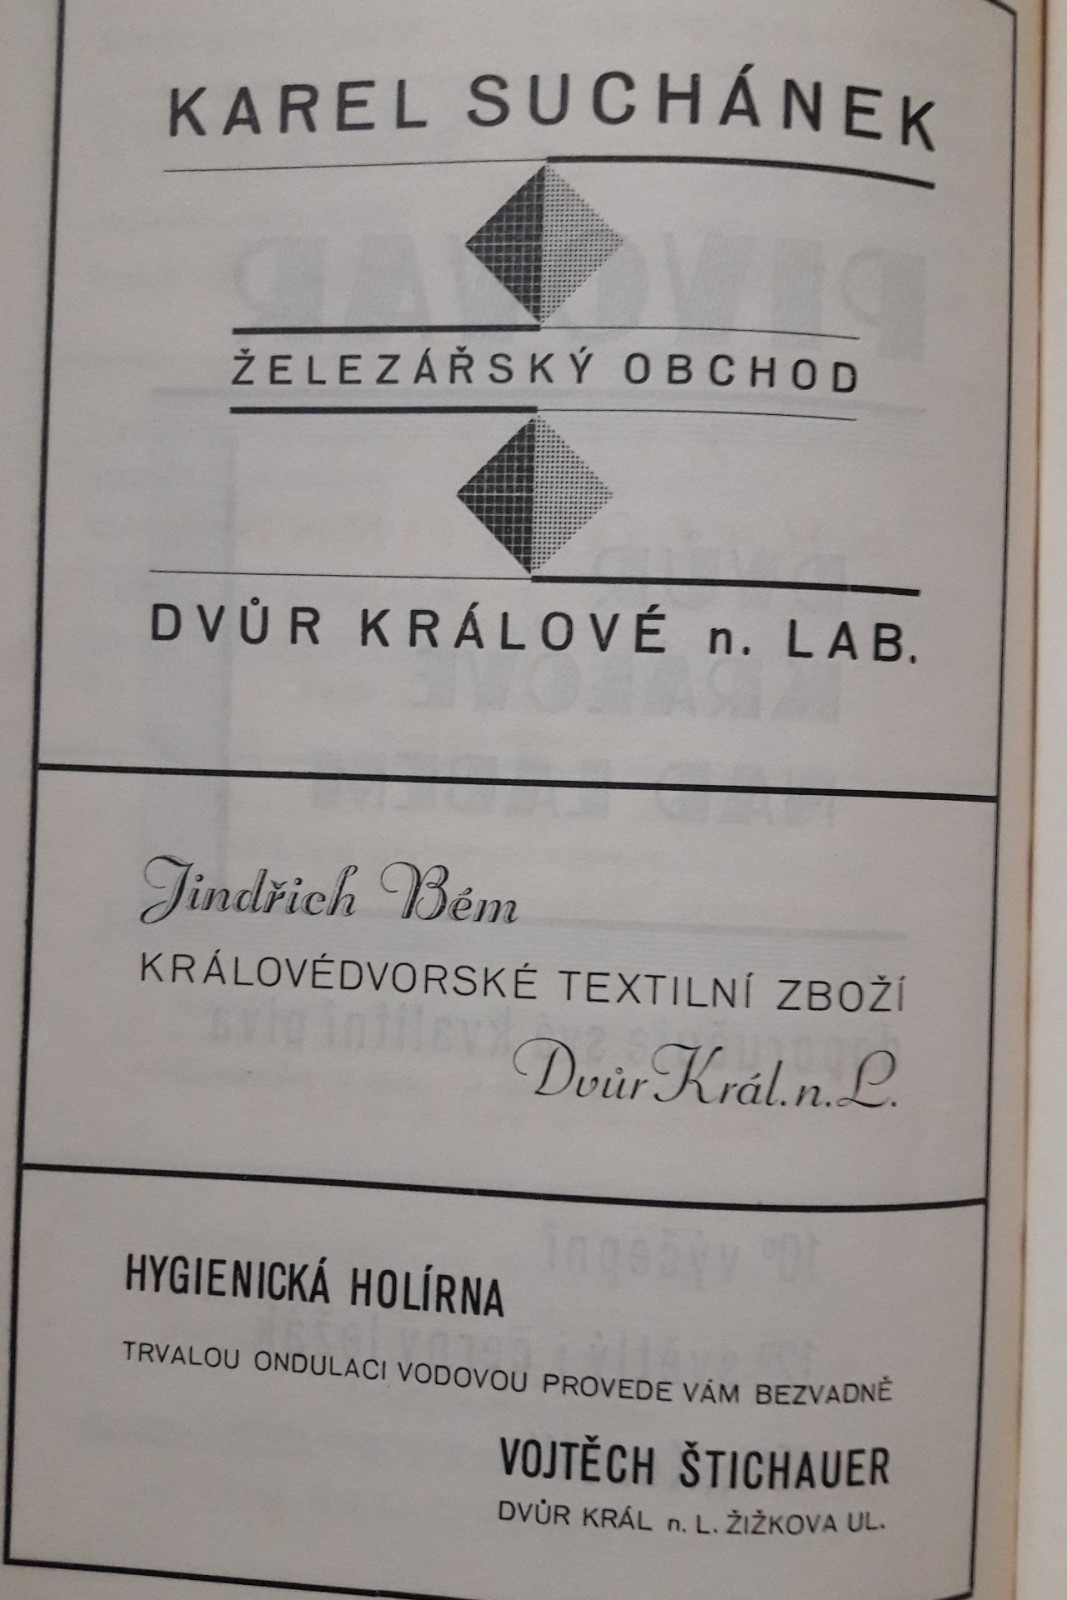 KAREL SUCHÁNEK
ŽELEZÁŘSKÝ OBCHOD
DVŮR KRÁLOVÉ n. LAB.
Jindřich Bém
KRÁLOVÉDVORSKÉ TEXTILNÍ ZBOŽÍ
Dvůr Král. n. L.
HYGIENICKÁ HOLÍRNA
TRVALOU ONDULACI VODOVOU PROVEDE VÁM BEZVADNĚ
VOJTĚCH ŠTICHAUER
DVŮR KRÁL n. L. ŽIŽKOVA UL.